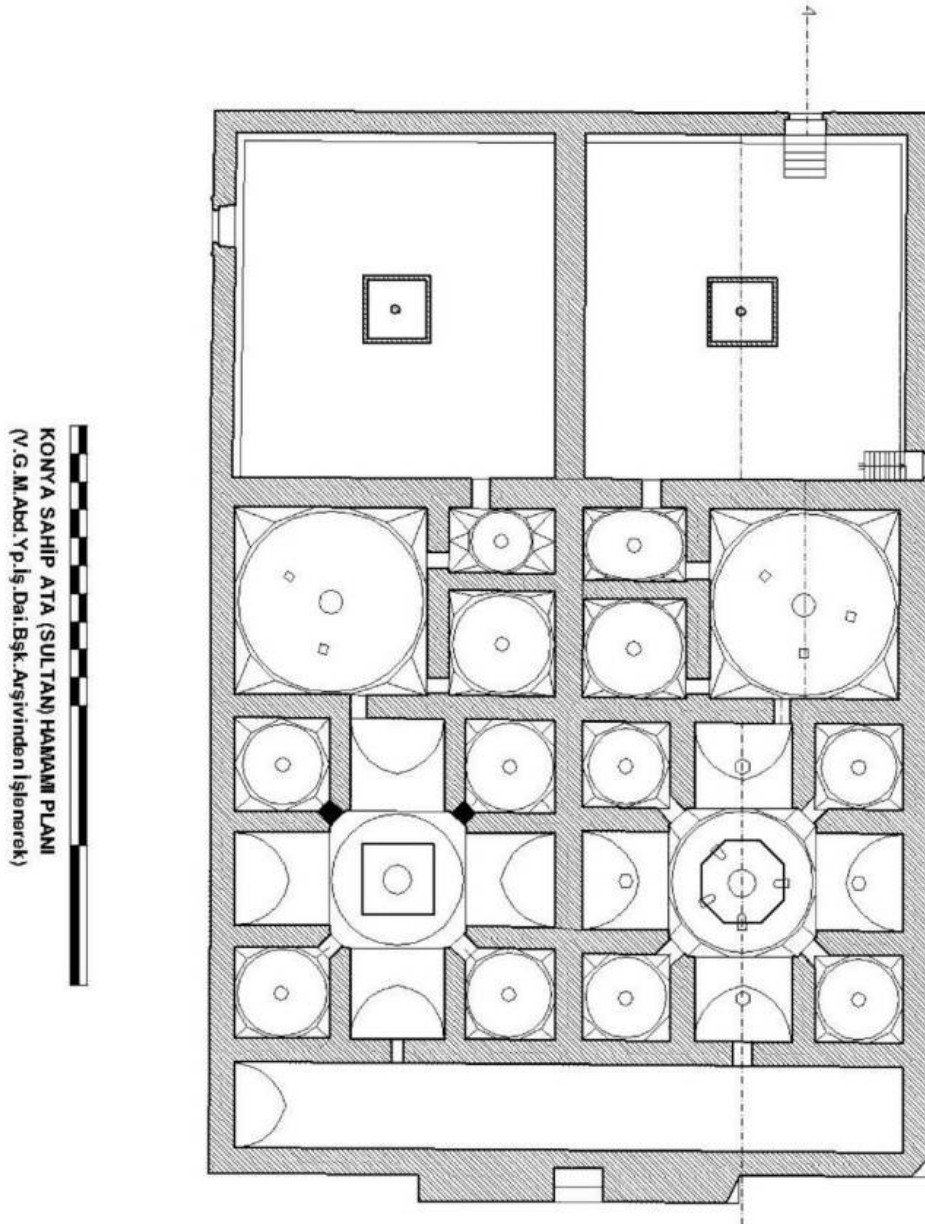 KONYA SAHİP ATA (SULTAN) HAMAMI PLANI
(V.G.M.Abd.Yp.İş.Dai.Bşk.Arşivinden İşlenerek)